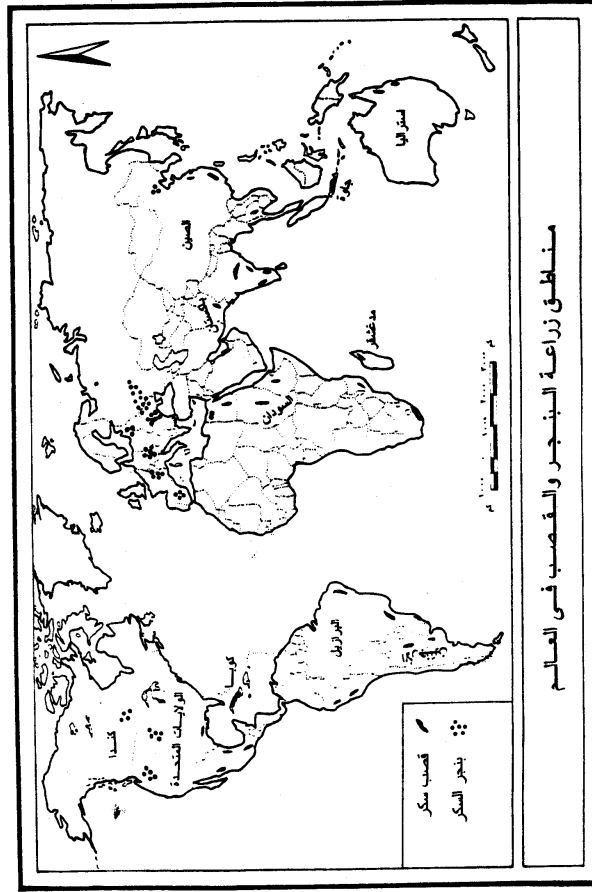 مناطق زراعة البنجر والقصب في العالم
كندا
الولايات المتحدة
كوبا
البرازيل
السودان
مدغشقر
الصين
جاوة
استراليا
قصب سكر
بنجر السكر